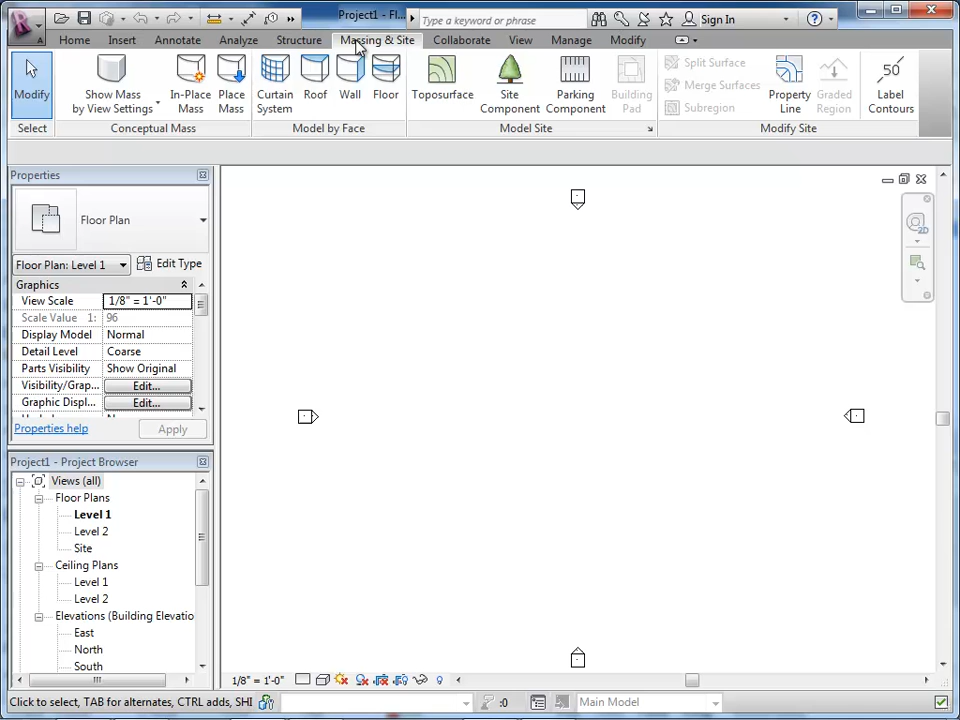 Project1 - Fl...
Type a keyword or phrase
Sign In
Home Insert Annotate Analyze Structure Massing & Site Collaborate View Manage Modify
Modify
Show Mass
by View Settings
In-Place
Mass
Place
Mass
Curtain
System
Roof
Wall
Floor
Toposurface
Site
Component
Parking
Component
Building
Pad
Split Surface
Merge Surfaces
Subregion
Property
Line
Graded
Region
50
Label
Contours
Select
Conceptual Mass
Model by Face
Model Site
Modify Site
Properties
Floor Plan
Floor Plan: Level 1
Edit Type
Graphics
View Scale 1/8" = 1'-0"
Scale Value 1: 96
Display Model Normal
Detail Level Coarse
Parts Visibility Show Original
Visibility/Grap... Edit...
Graphic Displ... Edit...
Properties help
Apply
2D
Project1 - Project Browser
Views (all)
Floor Plans
Level 1
Level 2
Site
Ceiling Plans
Level 1
Level 2
Elevations (Building Elevatio
East
North
South
1/8" = 1'-0"
Click to select, TAB for alternates, CTRL adds, SHI
:0
Main Model